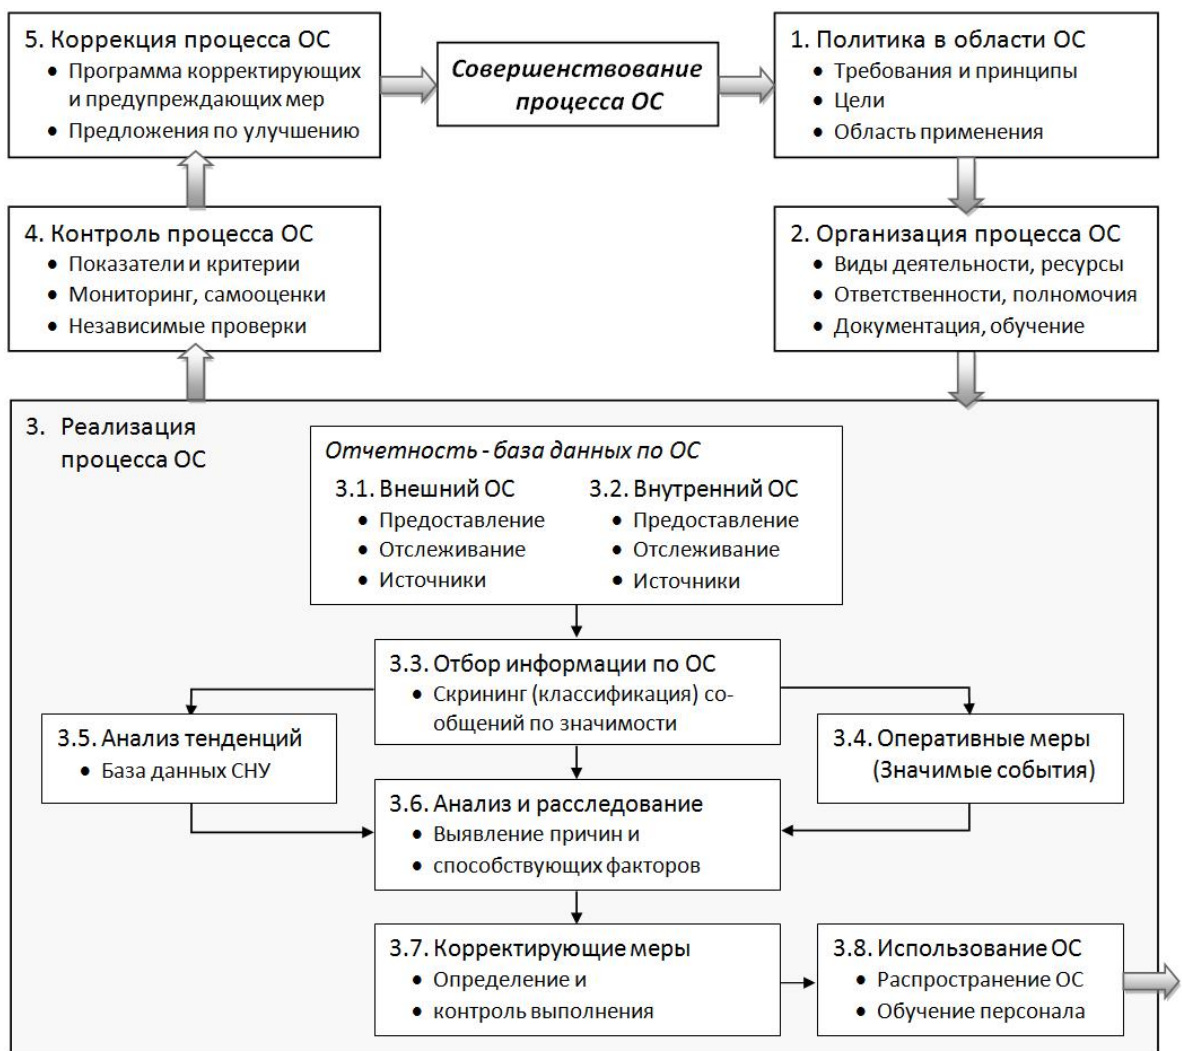 5. Коррекция процесса ОС
• Программа корректирующих
и предупреждающих мер
• Предложения по улучшению
Совершенствование
процесса ОС
1. Политика в области ОС
• Требования и принципы
• Цели
• Область применения
4. Контроль процесса ОС
• Показатели и критерии
• Мониторинг, самооценки
• Независимые проверки
2. Организация процесса ОС
• Виды деятельности, ресурсы
• Ответственности, полномочия
• Документация, обучение
3. Реализация
процесса ОС
Отчетность - база данных по ОС
3.1. Внешний ОС
• Предоставление
• Отслеживание
• Источники
3.2. Внутренний ОС
• Предоставление
• Отслеживание
• Источники
3.3. Отбор информации по ОС
• Скрининг (классификация) со-
общений по значимости
3.5. Анализ тенденций
• База данных СНУ
3.4. Оперативные меры
(Значимые события)
3.6. Анализ и расследование
• Выявление причин и
• способствующих факторов
3.7. Корректирующие меры
• Определение и
• контроль выполнения
3.8. Использование ОС
• Распространение ОС
• Обучение персонала